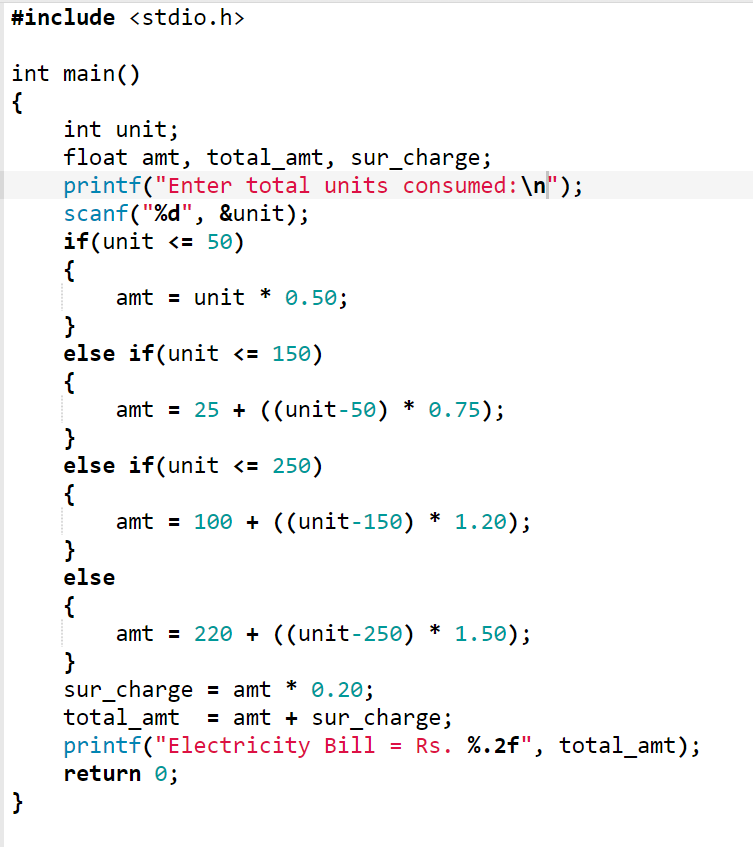 #include <stdio.h>

int main()
{
    int unit;
    float amt, total_amt, sur_charge;
    printf("Enter total units consumed:\n");
    scanf("%d", &unit);
    if(unit <= 50)
    {
        amt = unit * 0.50;
    }
    else if(unit <= 150)
    {
        amt = 25 + ((unit-50) * 0.75);
    }
    else if(unit <= 250)
    {
        amt = 100 + ((unit-150) * 1.20);
    }
    else
    {
        amt = 220 + ((unit-250) * 1.50);
    }
    sur_charge = amt * 0.20;
    total_amt  = amt + sur_charge;
    printf("Electricity Bill = Rs. %.2f", total_amt);
    return 0;
}